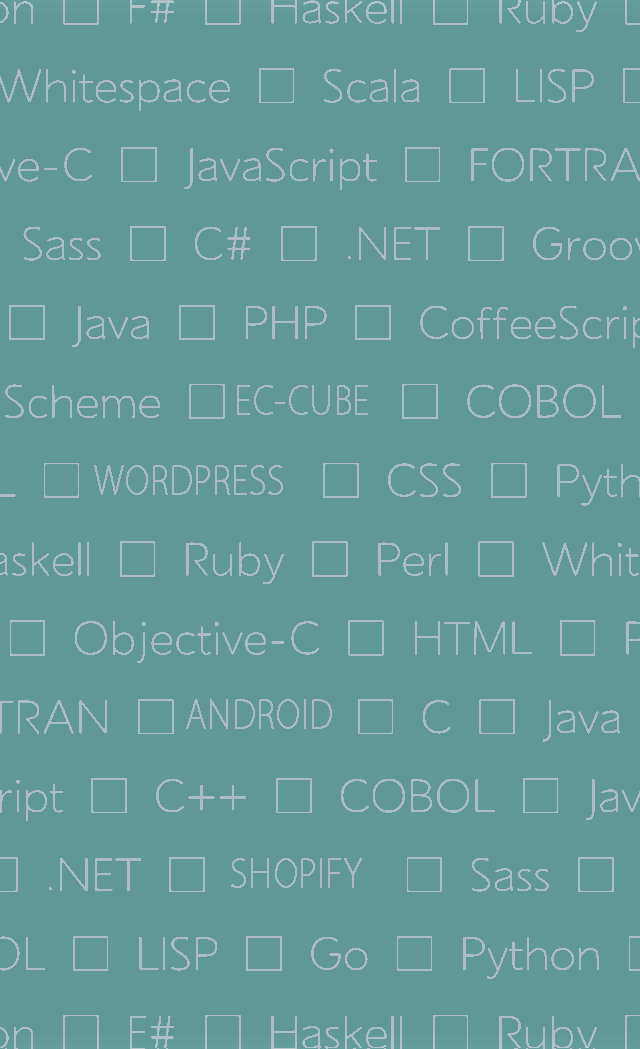 on □ F# □ Haskell □ Ruby
Whitespace □ Scala □ LISP □
ve-C □ JavaScript □ FORTRA
Sass □ C# □ .NET □ Groov
□ Java □ PHP □ CoffeeScrip
Scheme □ EC-CUBE □ COBOL
L □ WORDPRESS □ CSS □ Pyth
askell □ Ruby □ Perl □ Whit
□ Objective-C □ HTML □ P
TRAN □ ANDROID □ C □ Java
ript □ C++ □ COBOL □ Jav
□ .NET □ SHOPIFY □ Sass □
OL □ LISP □ Go □ Python □
on □ F# □ Haskell □ Ruby □